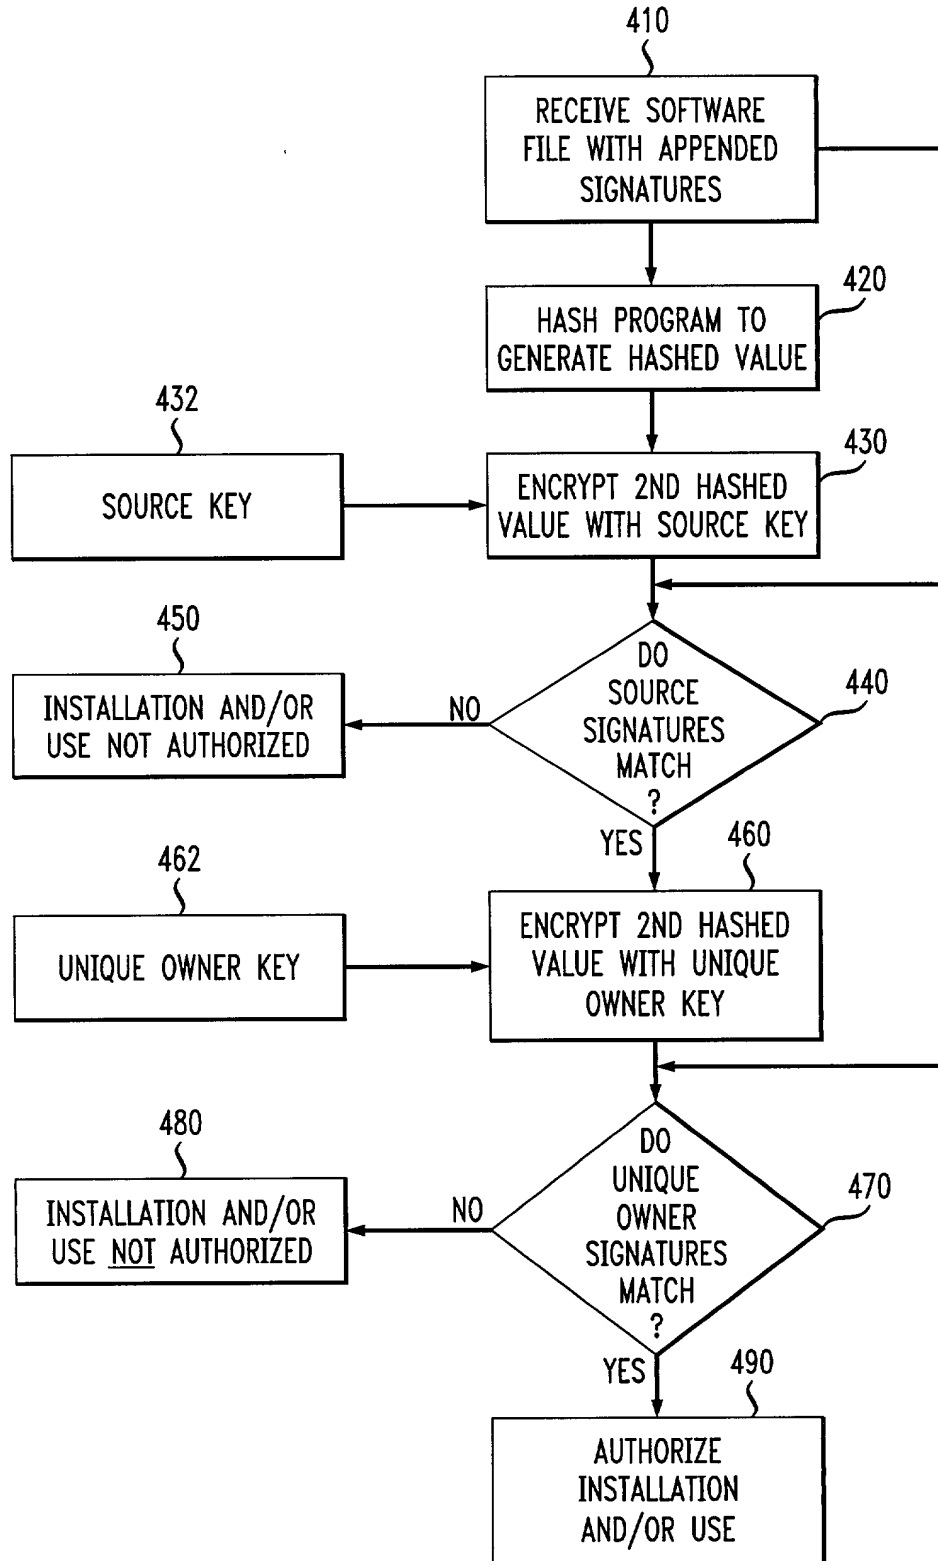 410
RECEIVE SOFTWARE
FILE WITH APPENDED
SIGNATURES
420
HASH PROGRAM TO
GENERATE HASHED VALUE
432
SOURCE KEY
430
ENCRYPT 2ND HASHED
VALUE WITH SOURCE KEY
450
INSTALLATION AND/OR
USE NOT AUTHORIZED
NO
DO
SOURCE
SIGNATURES
MATCH
?
440
YES
462
UNIQUE OWNER KEY
460
ENCRYPT 2ND HASHED
VALUE WITH UNIQUE
OWNER KEY
480
INSTALLATION AND/OR
USE NOT AUTHORIZED
NO
DO
UNIQUE
OWNER
SIGNATURES
MATCH
?
470
YES
490
AUTHORIZE
INSTALLATION
AND/OR USE